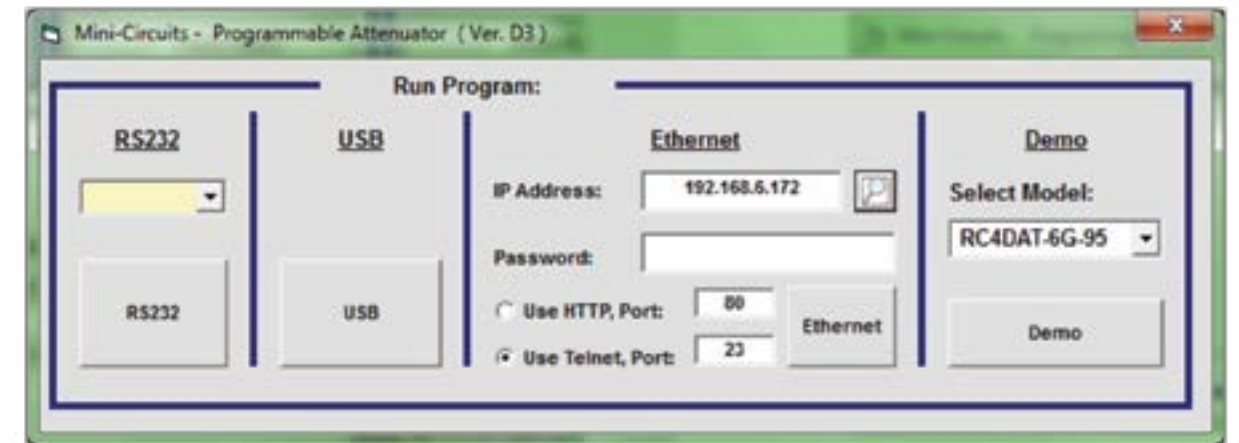 Mini-Circuits - Programmable Attenuator ( Ver. D3 )
Run Program:
RS232
RS232
USB
USB
Ethernet
IP Address: 192.168.6.172
Password:
Use HTTP, Port: 80
Use Telnet, Port: 23
Ethernet
Demo
Select Model:
RC4DAT-6G-95
Demo